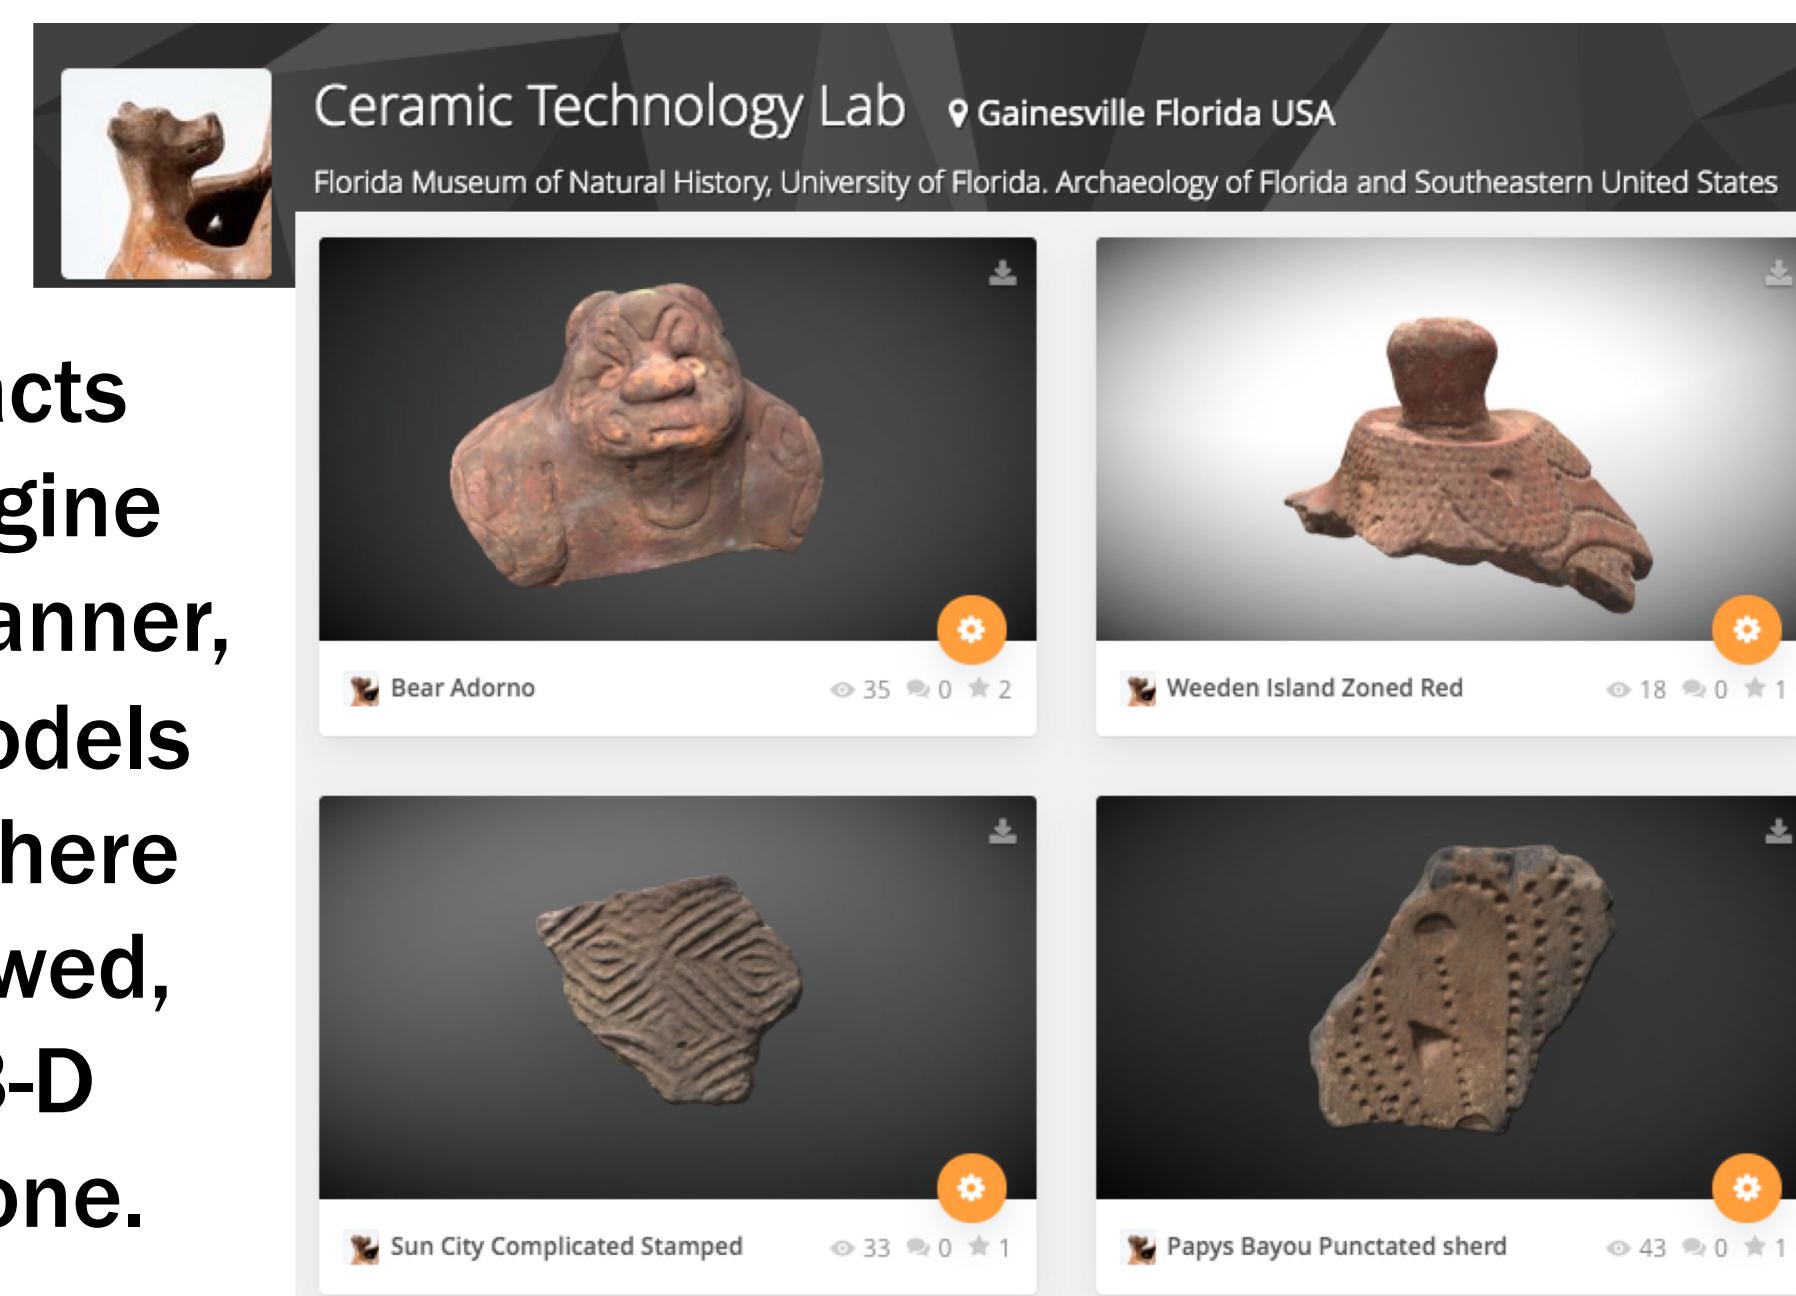 Ceramic Technology Lab Gainesville Florida USA
Florida Museum of Natural History, University of Florida. Archaeology of Florida and Southeastern United States
acts
gine
anner,
odels
here
wed,
3-D
one.
Bear Adorno 35 0 2
Weeden Island Zoned Red 18 0 1
Sun City Complicated Stamped 33 0 1
Papys Bayou Punctated sherd 43 0 1